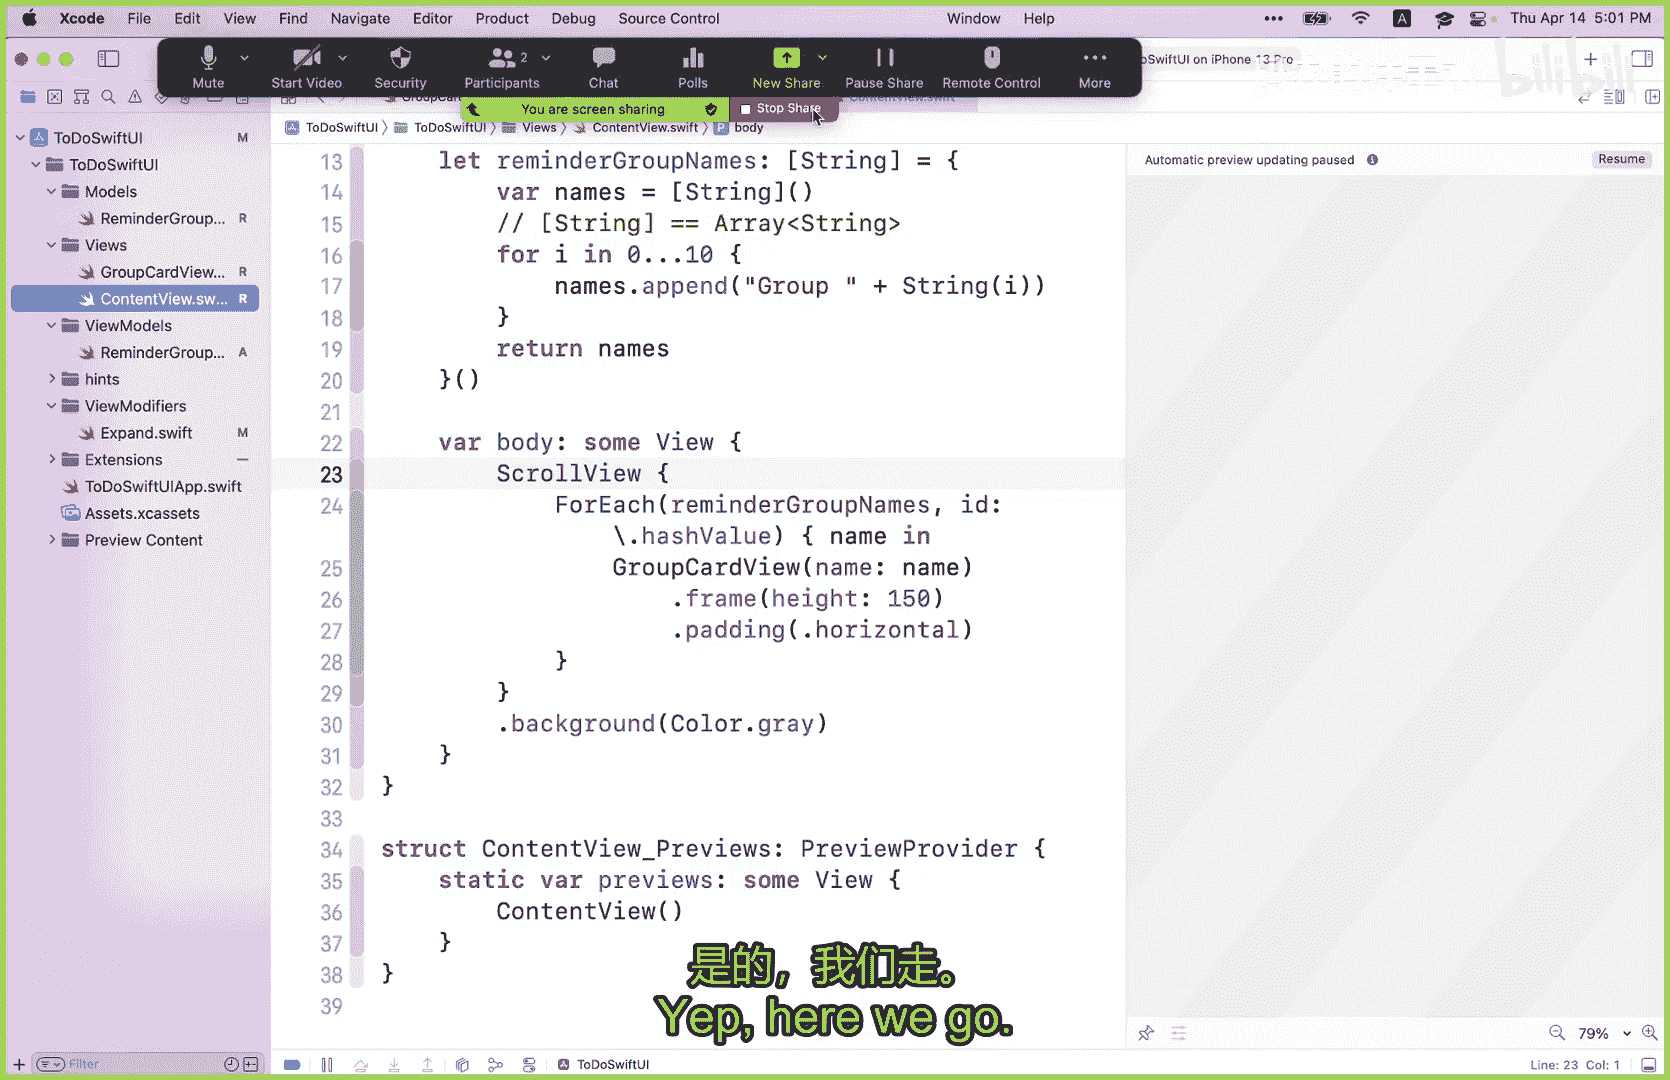 Xcode File Edit View Find Navigate Editor Product Debug Source Control Window Help Thu Apr 14 5:01 PM
Mute Start Video Security Participants 2 Chat Polls New Share Pause Share Remote Control More
SwiftUI on iPhone 13 Pro
bilibili
You are screen sharing Stop Share
ToDoSwiftUI ToDoSwiftUI Views ContentView.swift body
ToDoSwiftUI M
ToDoSwiftUI
Models
ReminderGroup... R
Views
GroupCardView... R
ContentView.sw... R
ViewModels
ReminderGroup... A
hints
ViewModifiers
Expand.swift M
Extensions
ToDoSwiftUIApp.swift
Assets.xcassets
Preview Content
Filter
13 let reminderGroupNames: [String] = {
14 var names = [String]()
15 // [String] == Array<String>
16 for i in 0...10 {
17 names.append("Group " + String(i))
18 }
19 return names
20 }()
21
22 var body: some View {
23 ScrollView {
24 ForEach(reminderGroupNames, id:
\.hashValue) { name in
25 GroupCardView(name: name)
26 .frame(height: 150)
27 .padding(.horizontal)
28 }
29 }
30 .background(Color.gray)
31 }
32 }
33
34 struct ContentView_Previews: PreviewProvider {
35 static var previews: some View {
36 ContentView()
37 }
38 }
39
Automatic preview updating paused Resume
79%
ToDoSwiftUI
Line: 23 Col: 1
是的，我们走。
Yep, here we go.